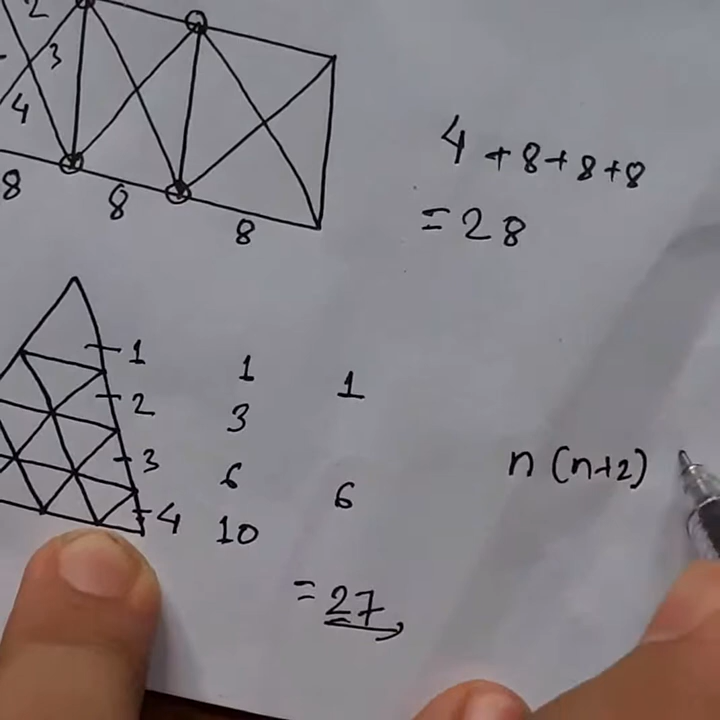 2
3
4
8
8
8
4 + 8 + 8 + 8
= 28
1 1 1
2 3
3 6 6
4 10
= 27
n (n+2)